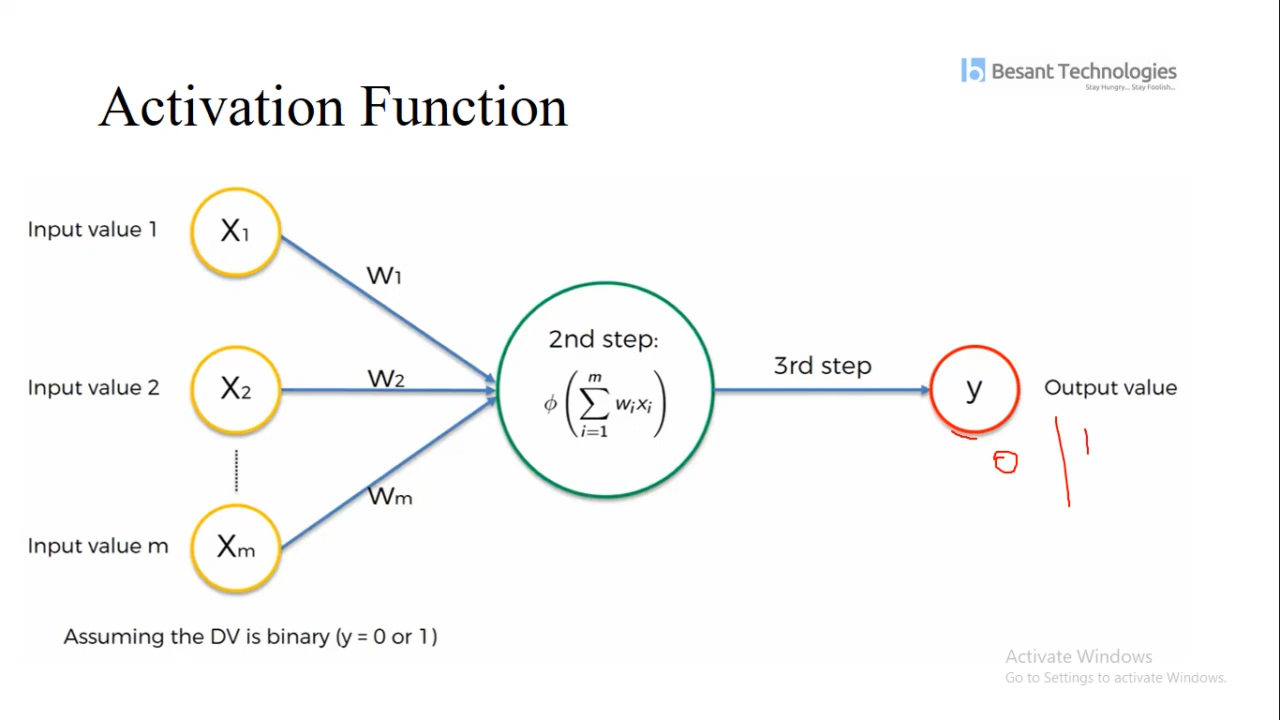 Besant Technologies
Stay Hungry... Stay Foolish...
Activation Function
Input value 1
X1
W1
2nd step:
ϕ(∑ᵢ₌₁ᵐ wᵢxᵢ)
3rd step
Input value 2
X2
W2
y
Output value
0 | 1
Wm
Input value m
Xm
Assuming the DV is binary (y = 0 or 1)
Activate Windows
Go to Settings to activate Windows.